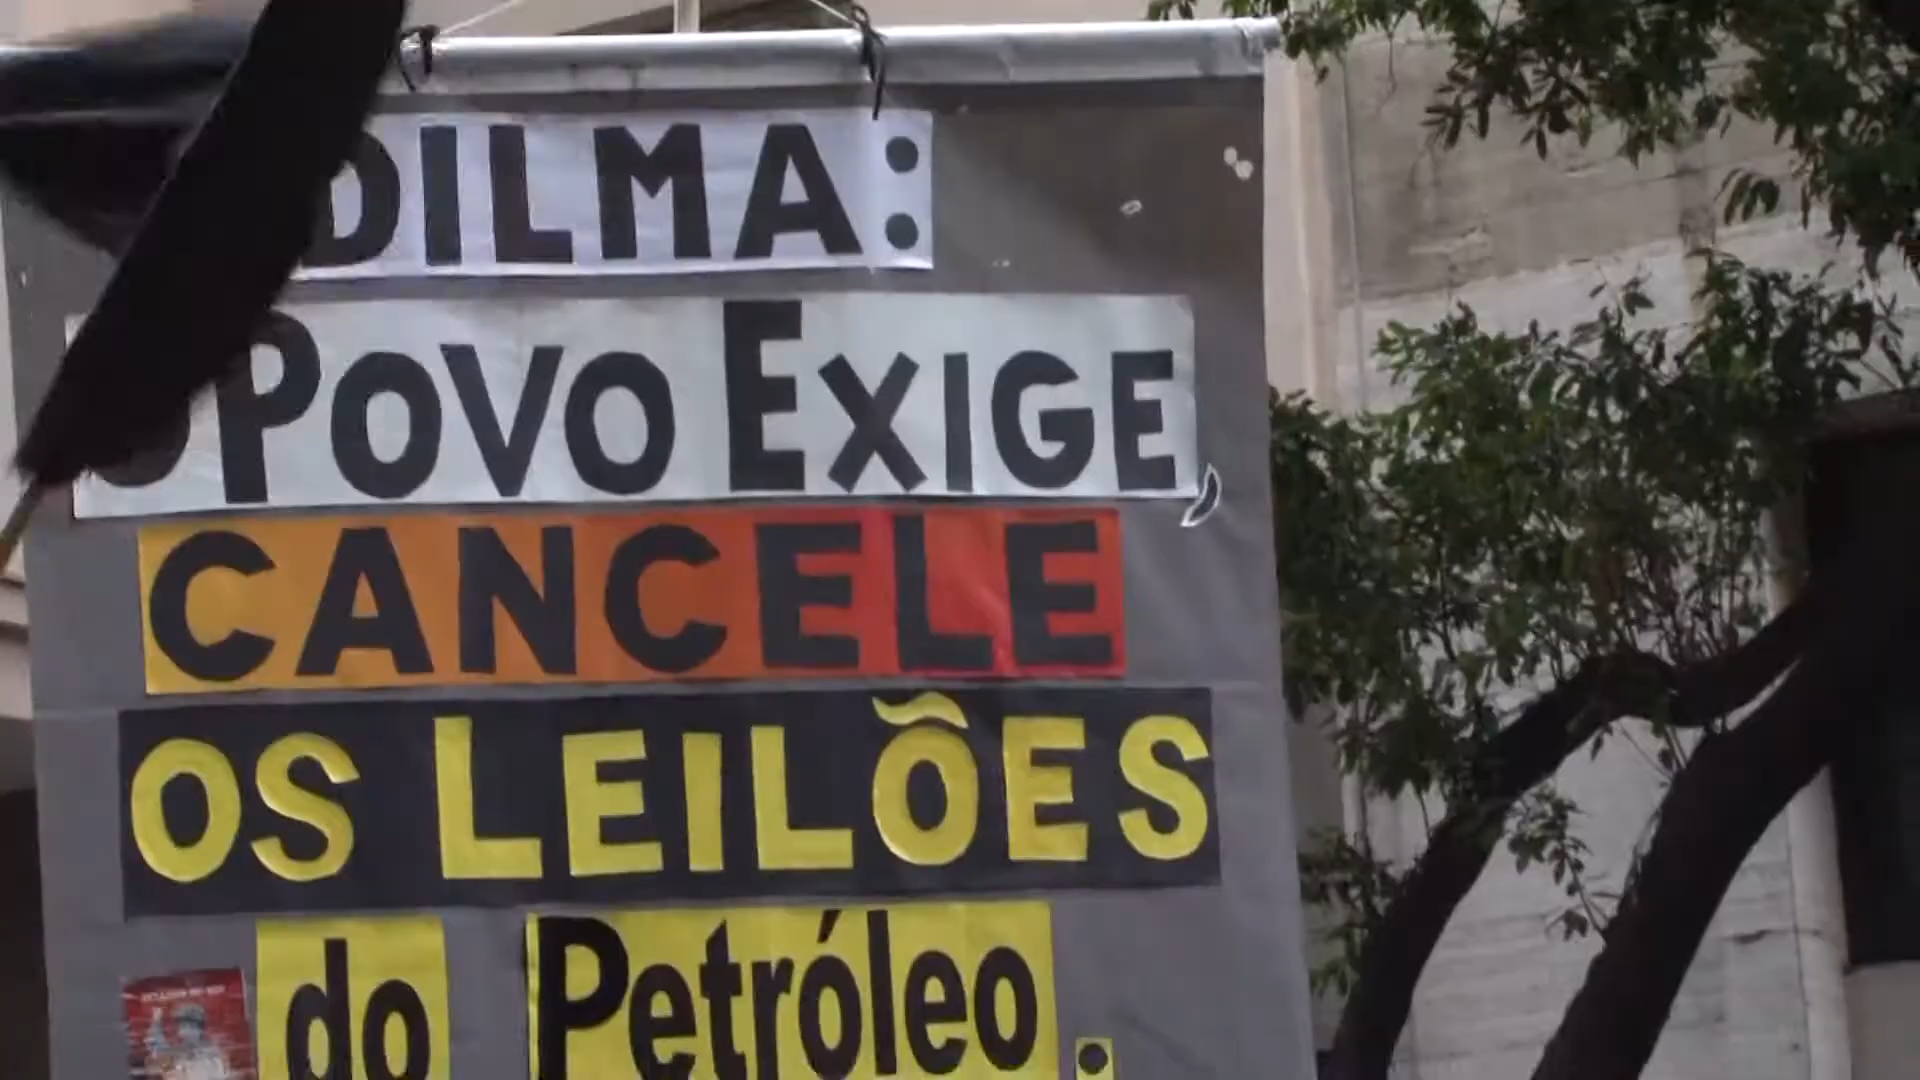 DILMA:
O POVO EXIGE,
CANCELE
OS LEILÕES
do Petróleo.